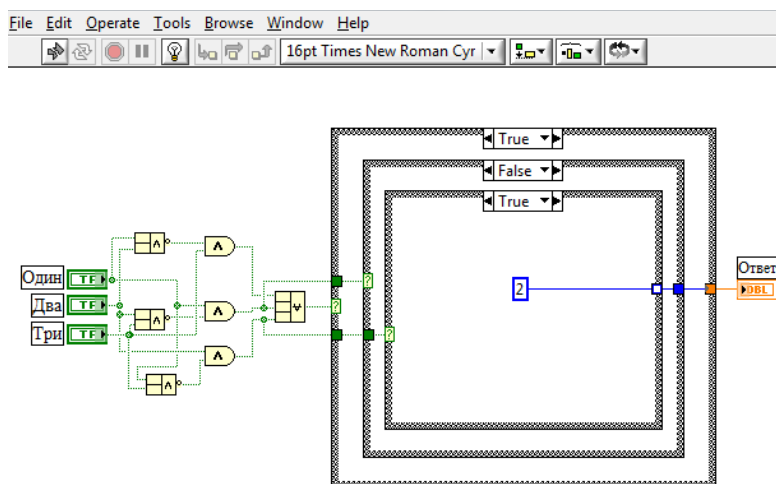 File Edit Operate Tools Browse Window Help
16pt Times New Roman Cyr
True
False
True
Один TF
Два TF
Три TF
2
Ответ
DBL